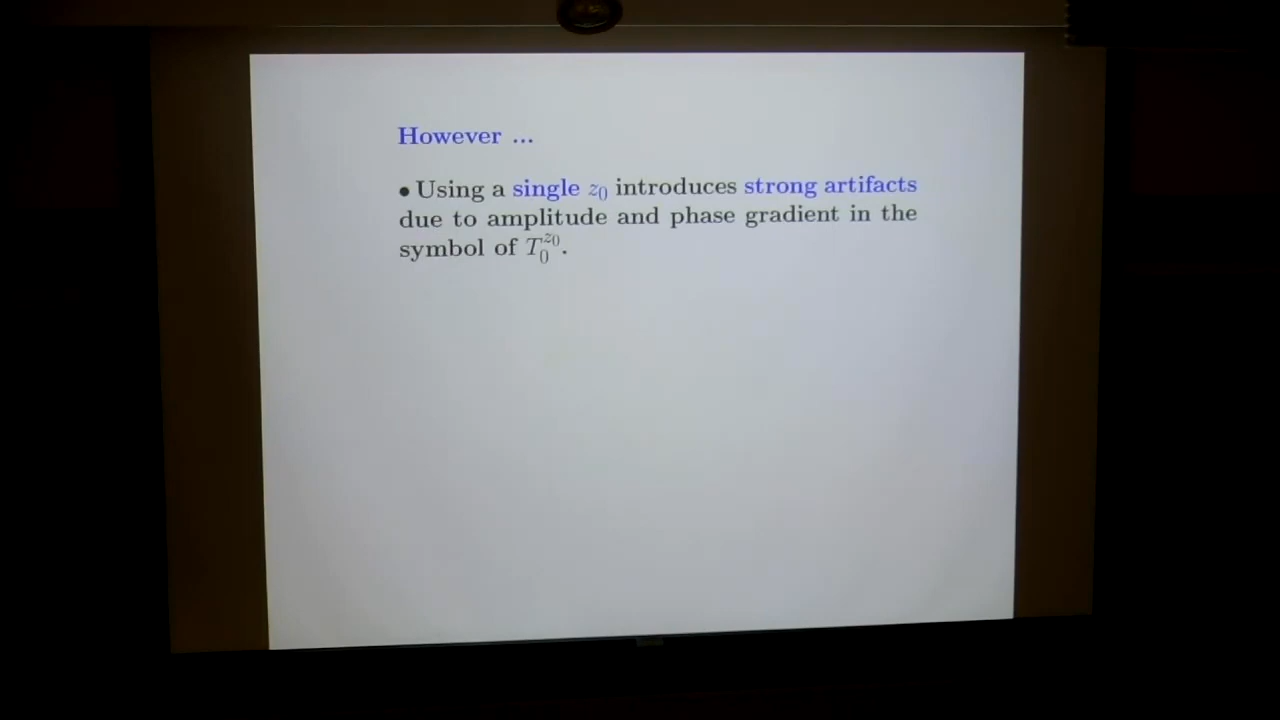 However ...
• Using a single z₀ introduces strong artifacts
due to amplitude and phase gradient in the
symbol of T₀^{z₀}.